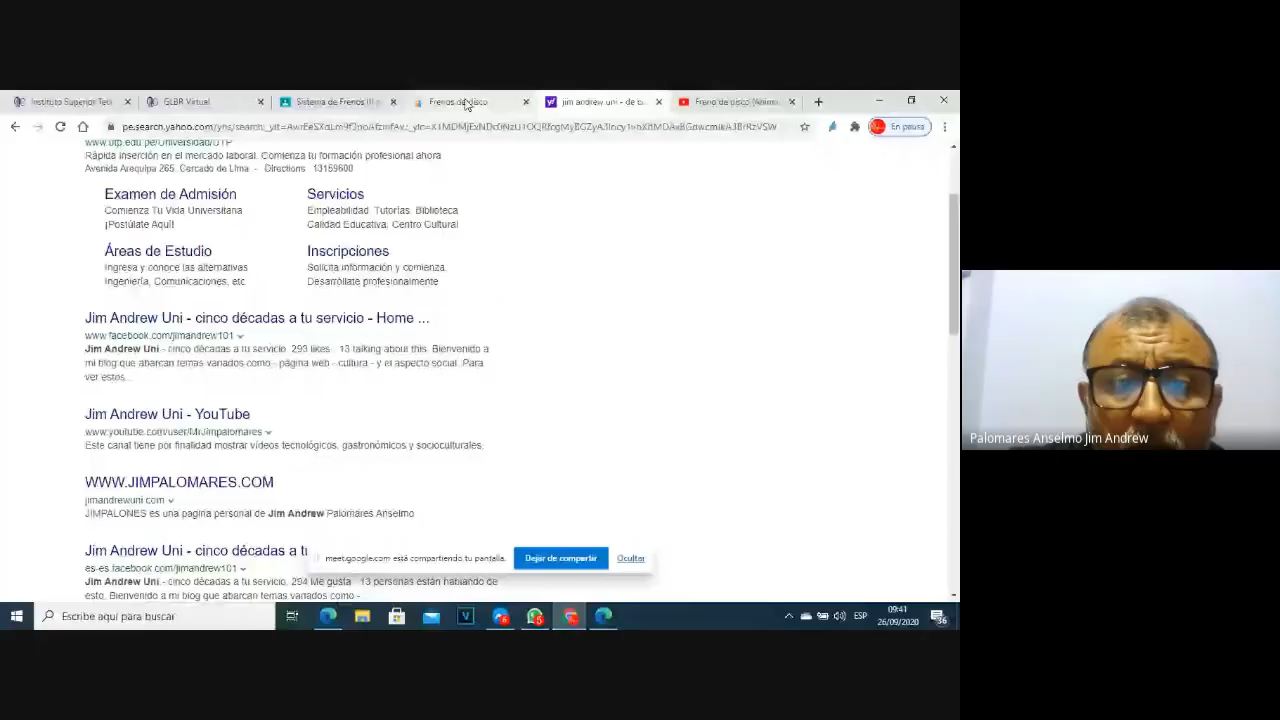 Instituto Superior Tec
GLBR Virtual
Sistema de Frenos III
Frenos de disco
jim andrew uni - de b
Freno de disco (Anima
En pausa
www.utp.edu.pe/Universidad/UTP
Rápida inserción en el mercado laboral. Comienza tu formación profesional ahora
Avenida Arequipa 265, Cercado de Lima - Directions 13159600
Examen de Admisión
Comienza Tu Vida Universitaria
¡Postúlate Aquí!
Servicios
Empleabilidad Tutorías Biblioteca
Calidad Educativa, Centro Cultural
Áreas de Estudio
Ingresa y conoce las alternativas
Ingeniería, Comunicaciones, etc
Inscripciones
Solicita información y comienza
Desarróllate profesionalmente
Jim Andrew Uni - cinco décadas a tu servicio - Home ...
www.facebook.com/jimandrew101
Jim Andrew Uni - cinco décadas a tu servicio. 293 likes · 13 talking about this. Bienvenido a
mi blog que abarcan temas variados como - página web - cultura - y el aspecto social. Para
ver estos...
Jim Andrew Uni - YouTube
www.youtube.com/user/MrJimpalomares
Este canal tiene por finalidad mostrar vídeos tecnológicos, gastronómicos y socioculturales.
WWW.JIMPALOMARES.COM
jimandrewuni.com
JIMPALONES es una pagina personal de Jim Andrew Palomares Anselmo
Jim Andrew Uni - cinco décadas a tu
es-es.facebook.com/jimandrew101
Jim Andrew Uni - cinco décadas a tu servicio. 294 Me gusta · 13 personas están hablando de
esto. Bienvenido a mi blog que abarcan temas variados como -
meet.google.com está compartiendo tu pantalla.
Dejar de compartir
Ocultar
Palomares Anselmo Jim Andrew
Escribe aquí para buscar
ESP
09:41
26/09/2020
36